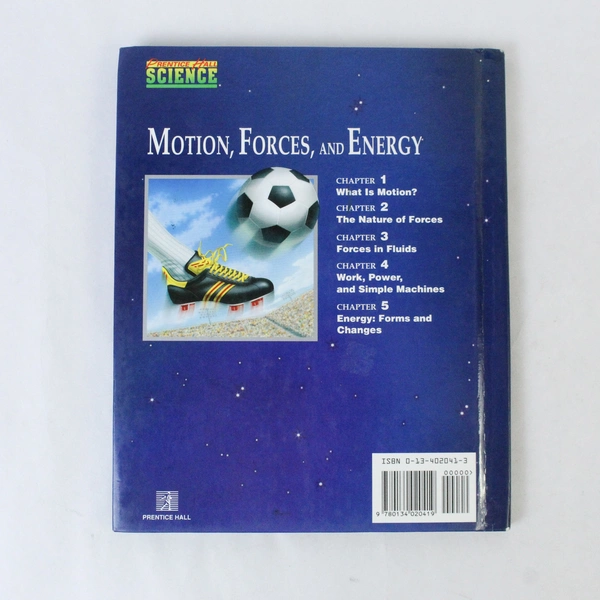 PRENTICE HALL
SCIENCE
MOTION, FORCES, AND ENERGY
CHAPTER 1
What Is Motion?
CHAPTER 2
The Nature of Forces
CHAPTER 3
Forces in Fluids
CHAPTER 4
Work, Power,
and Simple Machines
CHAPTER 5
Energy: Forms and
Changes
ISBN 0-13-402041-3
00000>
9 780134 020419
PRENTICE HALL